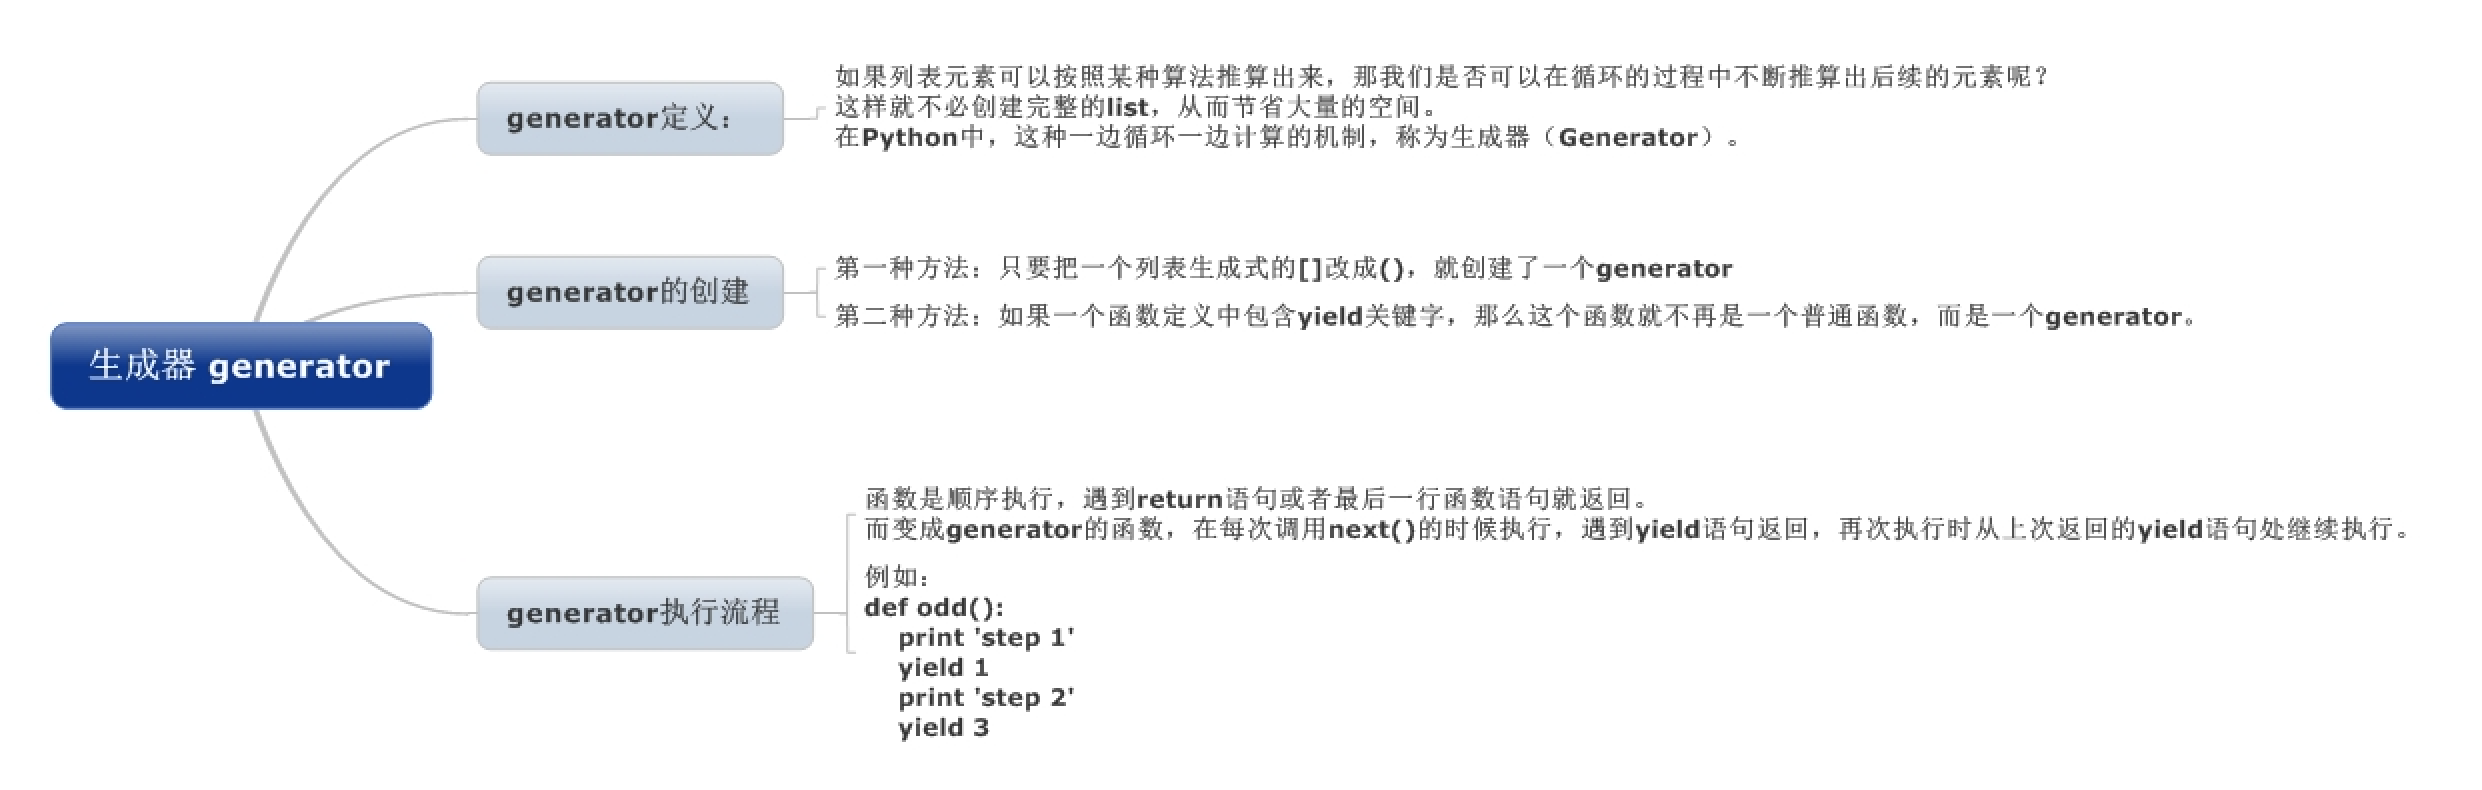 生成器 generator
generator定义：
如果列表元素可以按照某种算法推算出来，那我们是否可以在循环的过程中不断推算出后续的元素呢？
这样就不必创建完整的list，从而节省大量的空间。
在Python中，这种一边循环一边计算的机制，称为生成器（Generator）。
generator的创建
第一种方法：只要把一个列表生成式的[]改成()，就创建了一个generator
第二种方法：如果一个函数定义中包含yield关键字，那么这个函数就不再是一个普通函数，而是一个generator。
generator执行流程
函数是顺序执行，遇到return语句或者最后一行函数语句就返回。
而变成generator的函数，在每次调用next()的时候执行，遇到yield语句返回，再次执行时从上次返回的yield语句处继续执行。
例如：
def odd():
    print 'step 1'
    yield 1
    print 'step 2'
    yield 3